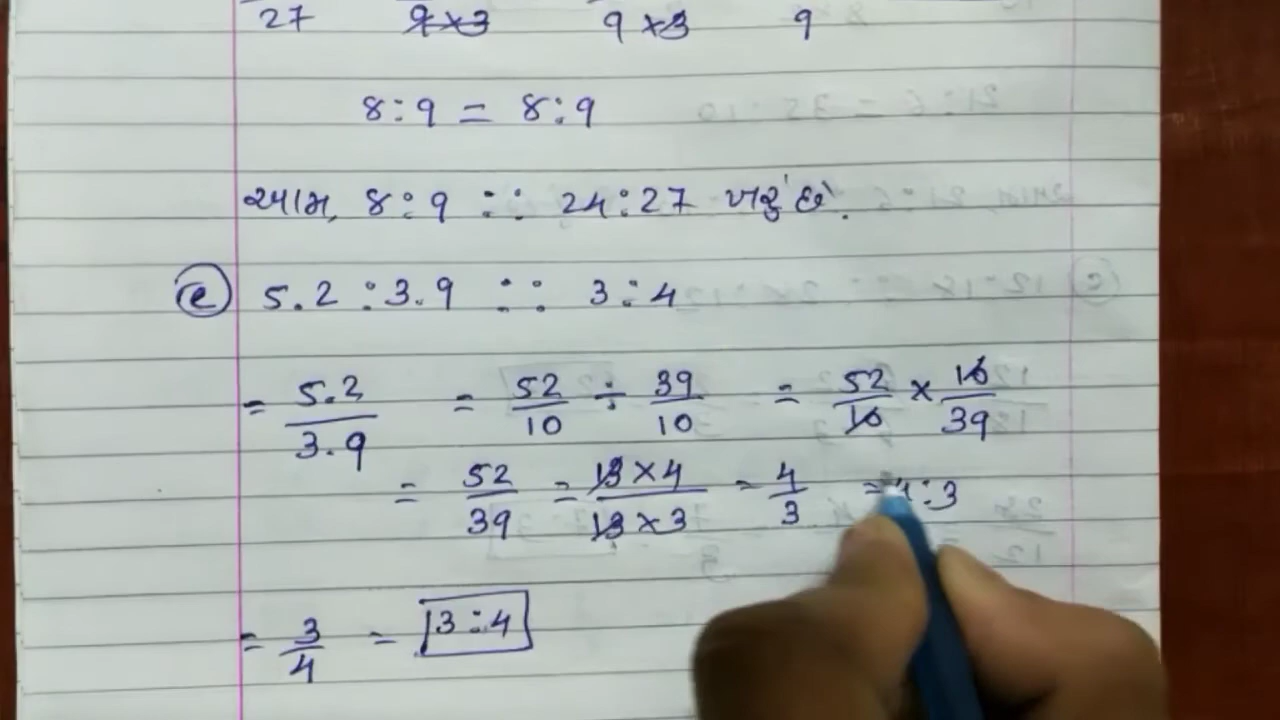 27 9×3 9×3 9
8:9 = 8:9
આમ, 8:9 :: 24:27 ખરું છે.
(e) 5.2 : 3.9 :: 3:4
= 5.2/3.9 = 52/10 ÷ 39/10 = 52/10 × 10/39
= 52/39 = 13×4/13×3 = 4/3 = 4:3
= 3/4 = 3:4